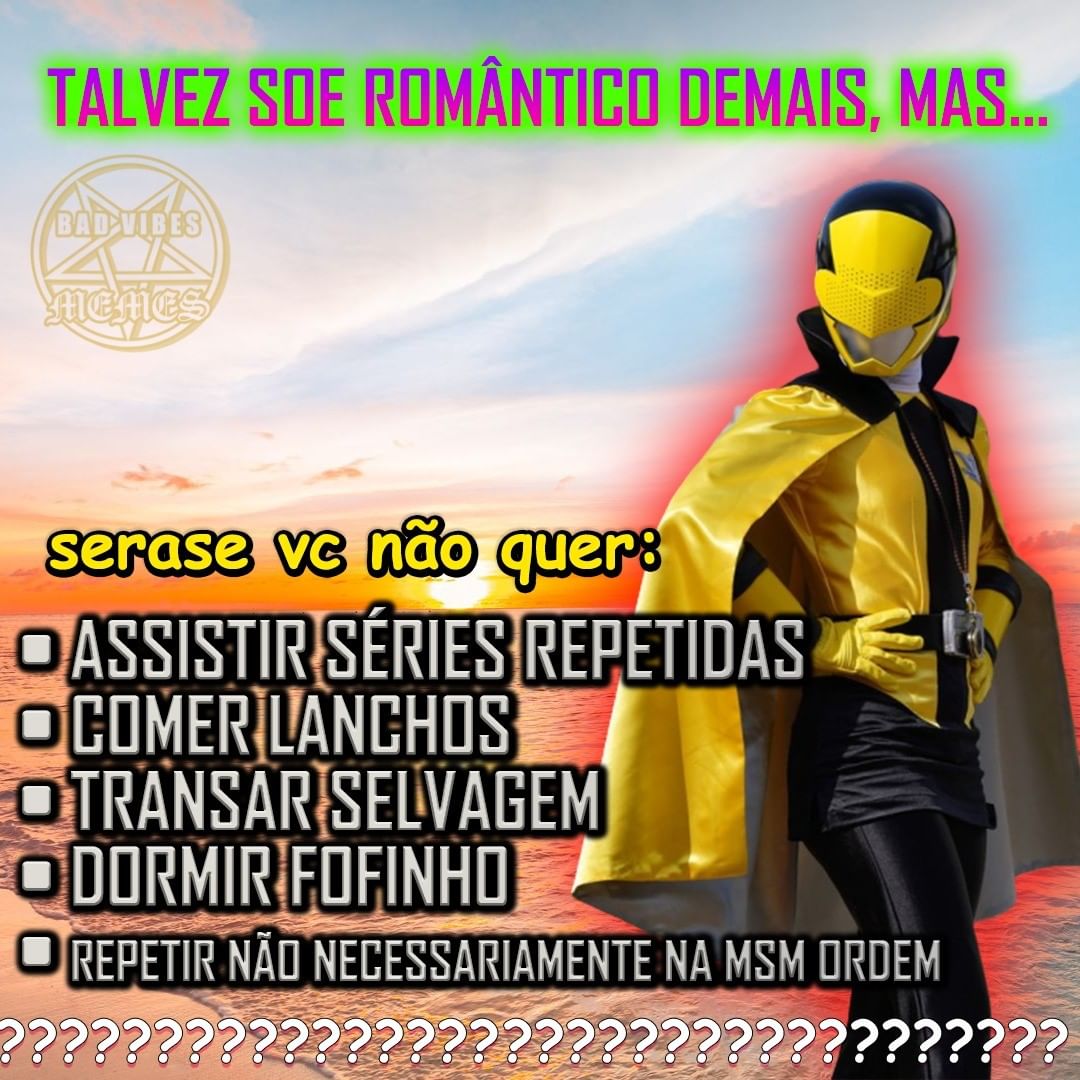 TALVEZ SOE ROMÂNTICO DEMAIS, MAS...
BAD VIBES
MEMES
serase vc não quer:
▪ ASSISTIR SÉRIES REPETIDAS
▪ COMER LANCHOS
▪ TRANSAR SELVAGEM
▪ DORMIR FOFINHO
▪ REPETIR NÃO NECESSARIAMENTE NA MSM ORDEM
??????????????????????????????????